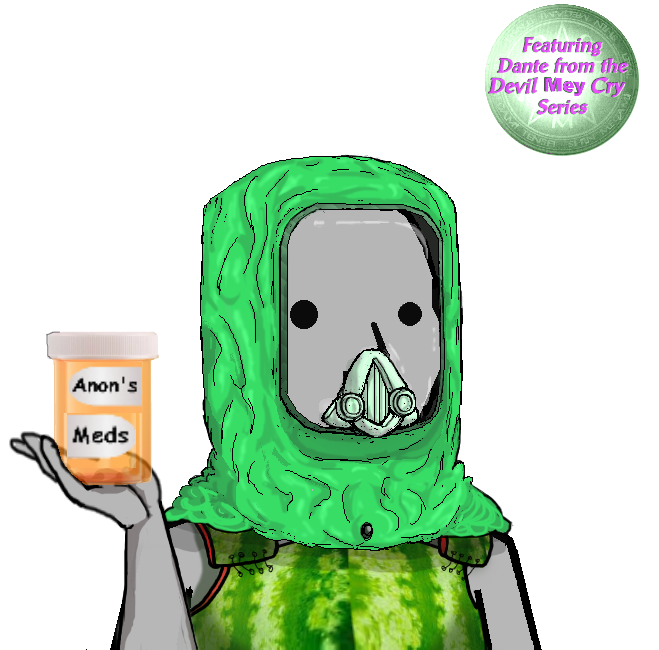 Featuring
Dante from the
Devil Mey Cry
Series
Anon's
Meds